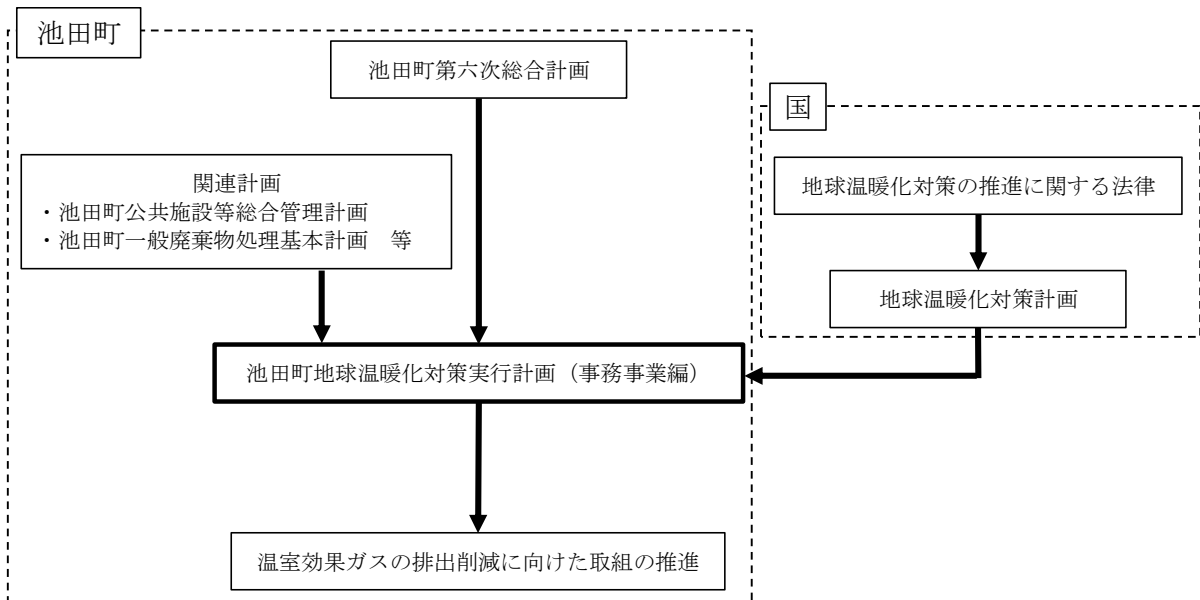 池田町
池田町第六次総合計画
国
関連計画
・池田町公共施設等総合管理計画
・池田町一般廃棄物処理基本計画　等
地球温暖化対策の推進に関する法律
地球温暖化対策計画
池田町地球温暖化対策実行計画（事務事業編）
温室効果ガスの排出削減に向けた取組の推進